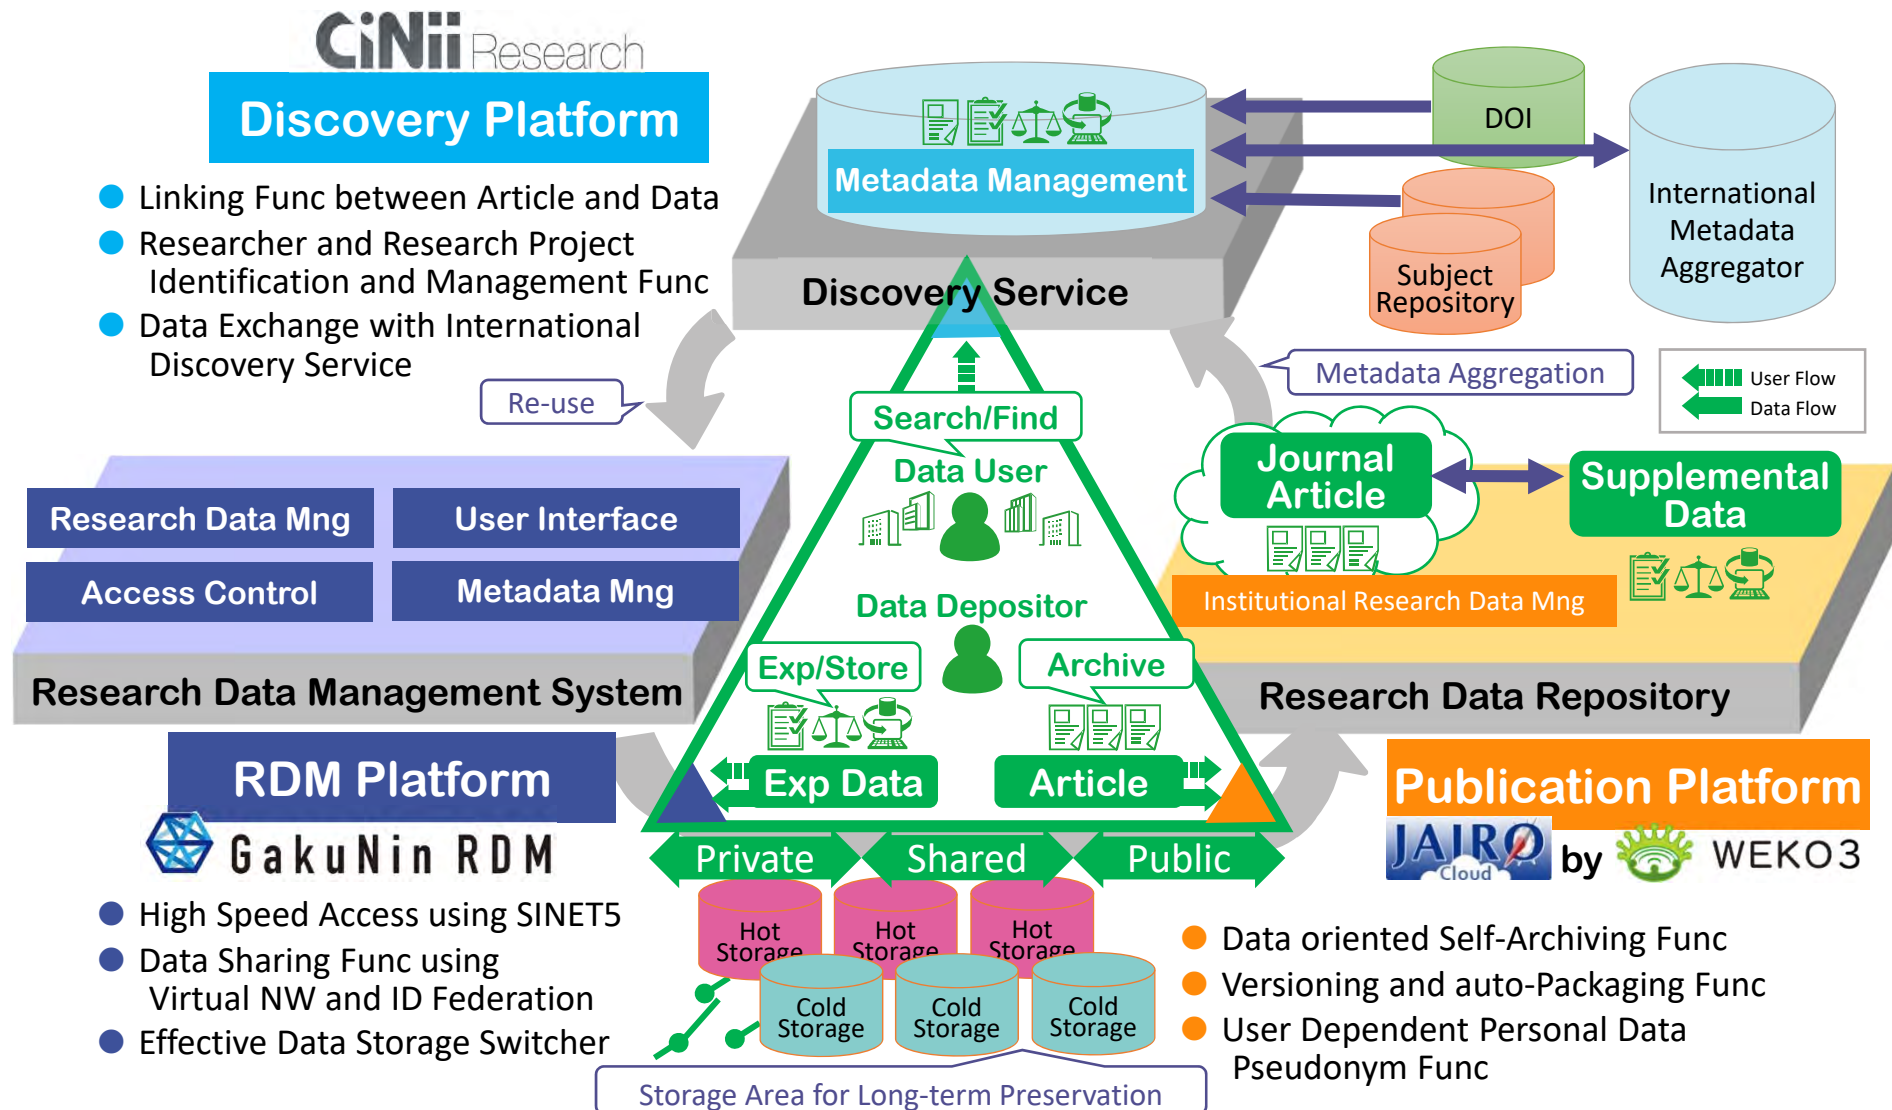 CiNii Research
Discovery Platform
● Linking Func between Article and Data
● Researcher and Research Project
Identification and Management Func
● Data Exchange with International
Discovery Service
Metadata Management
Discovery Service
DOI
Subject
Repository
International
Metadata
Aggregator
Re-use
Metadata Aggregation
User Flow
Data Flow
Search/Find
Data User
Data Depositor
Exp/Store
Archive
Exp Data
Article
Research Data Mng
User Interface
Access Control
Metadata Mng
Research Data Management System
Journal
Article
Supplemental
Data
Institutional Research Data Mng
Research Data Repository
RDM Platform
GakuNin RDM
● High Speed Access using SINET5
● Data Sharing Func using
Virtual NW and ID Federation
● Effective Data Storage Switcher
Private
Shared
Public
Hot
Storage
Hot
Storage
Hot
Storage
Cold
Storage
Cold
Storage
Cold
Storage
Storage Area for Long-term Preservation
Publication Platform
JAIRO
Cloud
by
WEKO3
● Data oriented Self-Archiving Func
● Versioning and auto-Packaging Func
● User Dependent Personal Data
Pseudonym Func